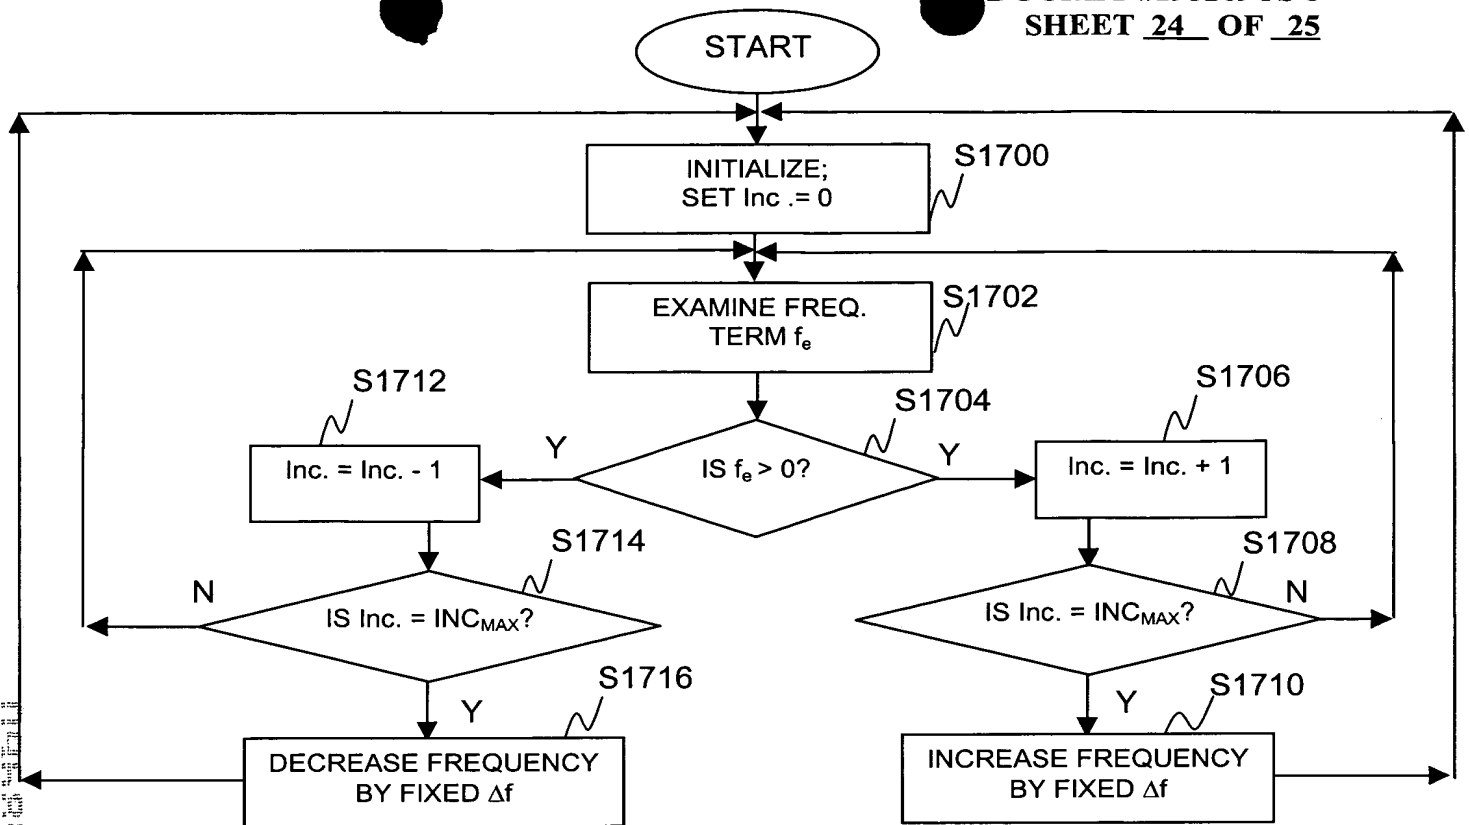 SHEET 24 OF 25
START
S1700
INITIALIZE;
SET Inc .= 0
S1702
EXAMINE FREQ.
TERM fe
S1712
S1704
S1706
Inc. = Inc. - 1
Y
IS fe > 0?
Y
Inc. = Inc. + 1
S1714
S1708
N
IS Inc. = INCMAX?
IS Inc. = INCMAX?
N
S1716
S1710
Y
Y
DECREASE FREQUENCY
BY FIXED Δf
INCREASE FREQUENCY
BY FIXED Δf